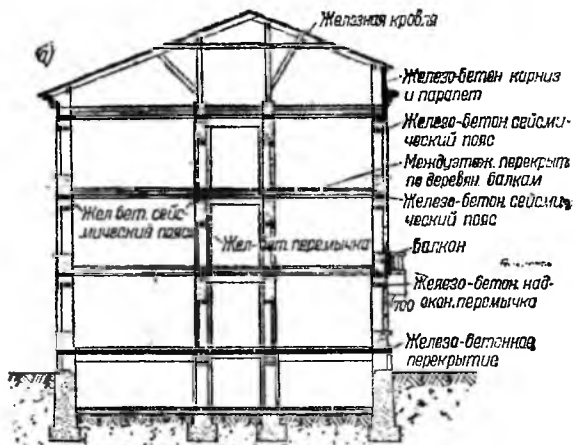 б)
Железная кровля
Железо-бетон карниз
и парапет
Железо-бетон. сейсми-
ческий пояс
Междуэтаж. перекрыт.
по деревян. балкам
Железо-бетон. сейсми-
ческий пояс
Жел бет. сейс-
мический пояс
Жел-бет. перемычка
Балкон
Железо-бетон. над-
окон. перемычка
700
Железо-бетонное
перекрытие